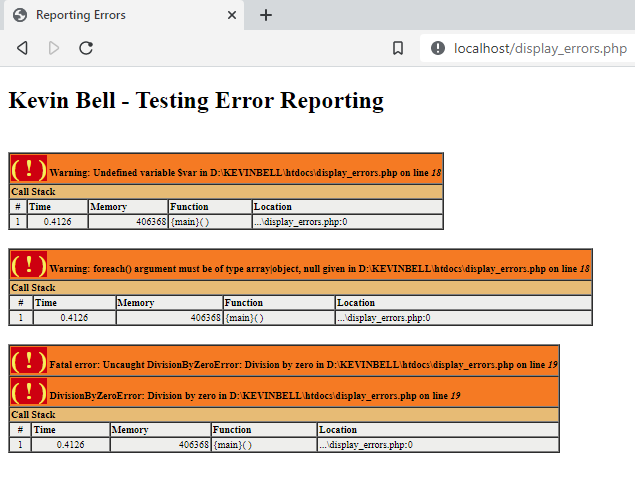 Reporting Errors
localhost/display_errors.php
Kevin Bell - Testing Error Reporting
( ! ) Warning: Undefined variable $var in D:\KEVINBELL\htdocs\display_errors.php on line 18
Call Stack
# Time Memory Function Location
1 0.4126 406368 {main}( ) ...\display_errors.php:0
( ! ) Warning: foreach() argument must be of type array|object, null given in D:\KEVINBELL\htdocs\display_errors.php on line 18
Call Stack
# Time Memory Function Location
1 0.4126 406368 {main}( ) ...\display_errors.php:0
( ! ) Fatal error: Uncaught DivisionByZeroError: Division by zero in D:\KEVINBELL\htdocs\display_errors.php on line 19
( ! ) DivisionByZeroError: Division by zero in D:\KEVINBELL\htdocs\display_errors.php on line 19
Call Stack
# Time Memory Function Location
1 0.4126 406368 {main}( ) ...\display_errors.php:0